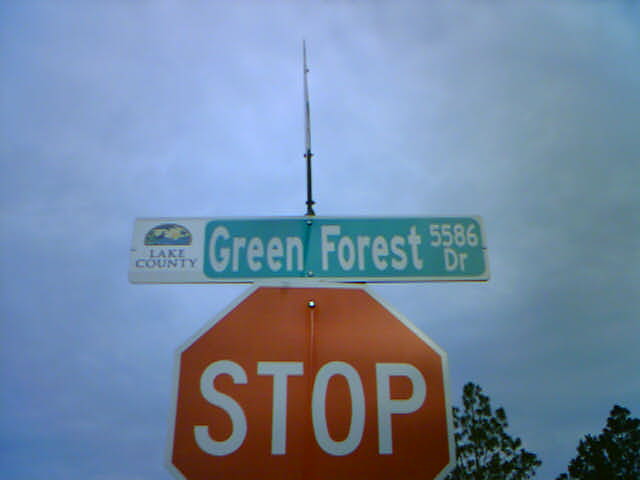 LAKE
COUNTY
Green Forest 5586
Dr
STOP